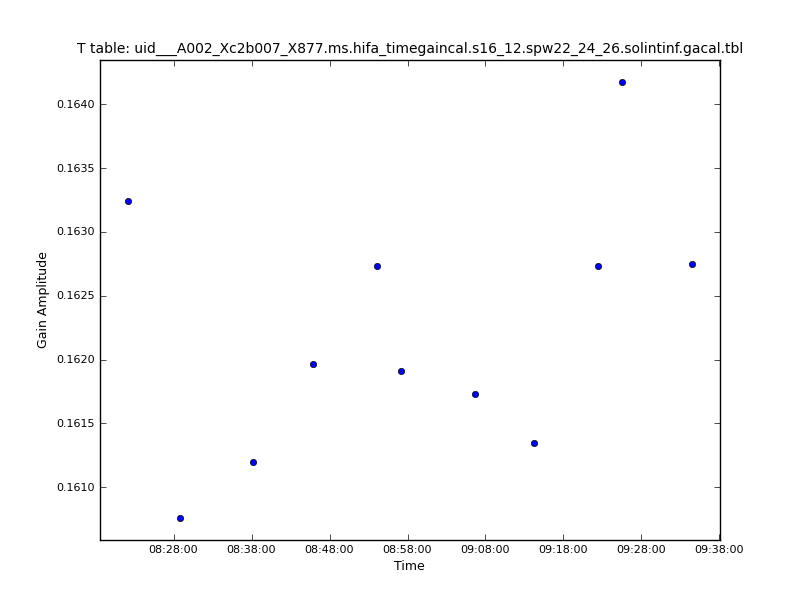 T table: uid___A002_Xc2b007_X877.ms.hifa_timegaincal.s16_12.spw22_24_26.solintinf.gacal.tbl
Gain Amplitude
0.1640
0.1635
0.1630
0.1625
0.1620
0.1615
0.1610
08:28:00 08:38:00 08:48:00 08:58:00 09:08:00 09:18:00 09:28:00 09:38:00
Time